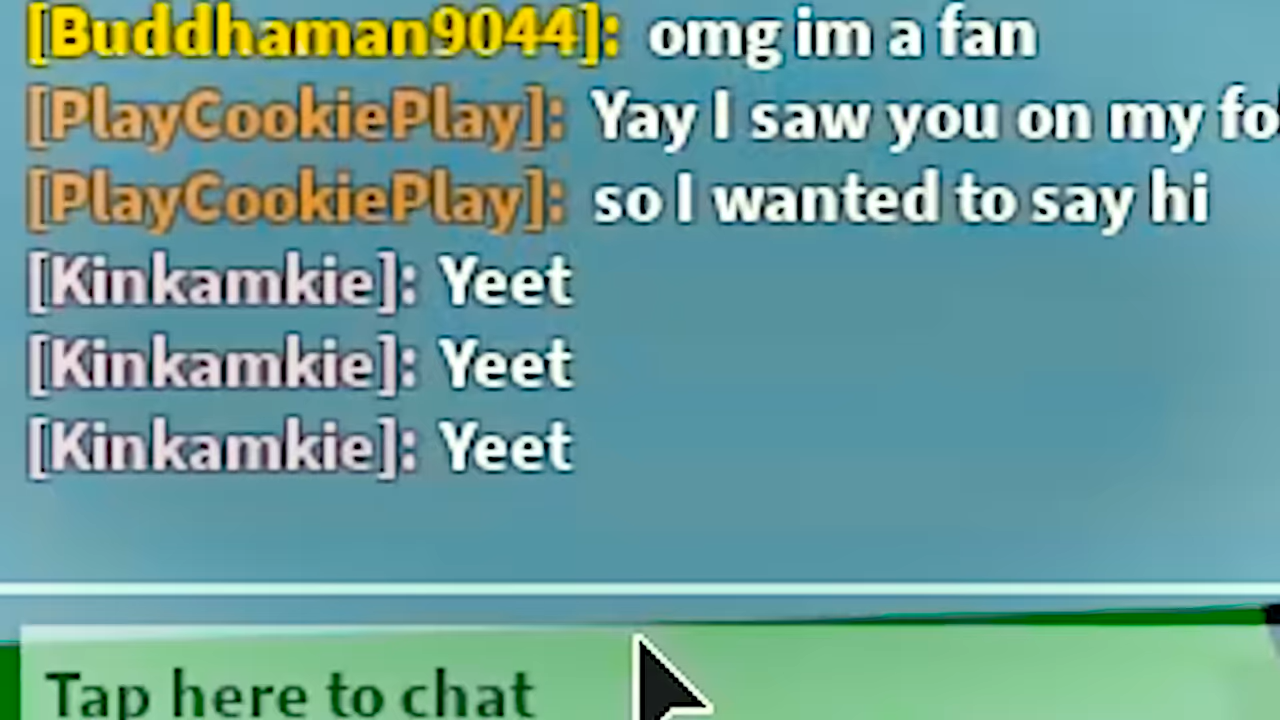 [Buddhaman9044]: omg im a fan
[PlayCookiePlay]: Yay I saw you on my
[PlayCookiePlay]: so I wanted to say hi
[Kinkamkie]: Yeet
[Kinkamkie]: Yeet
[Kinkamkie]: Yeet
Tap here to chat